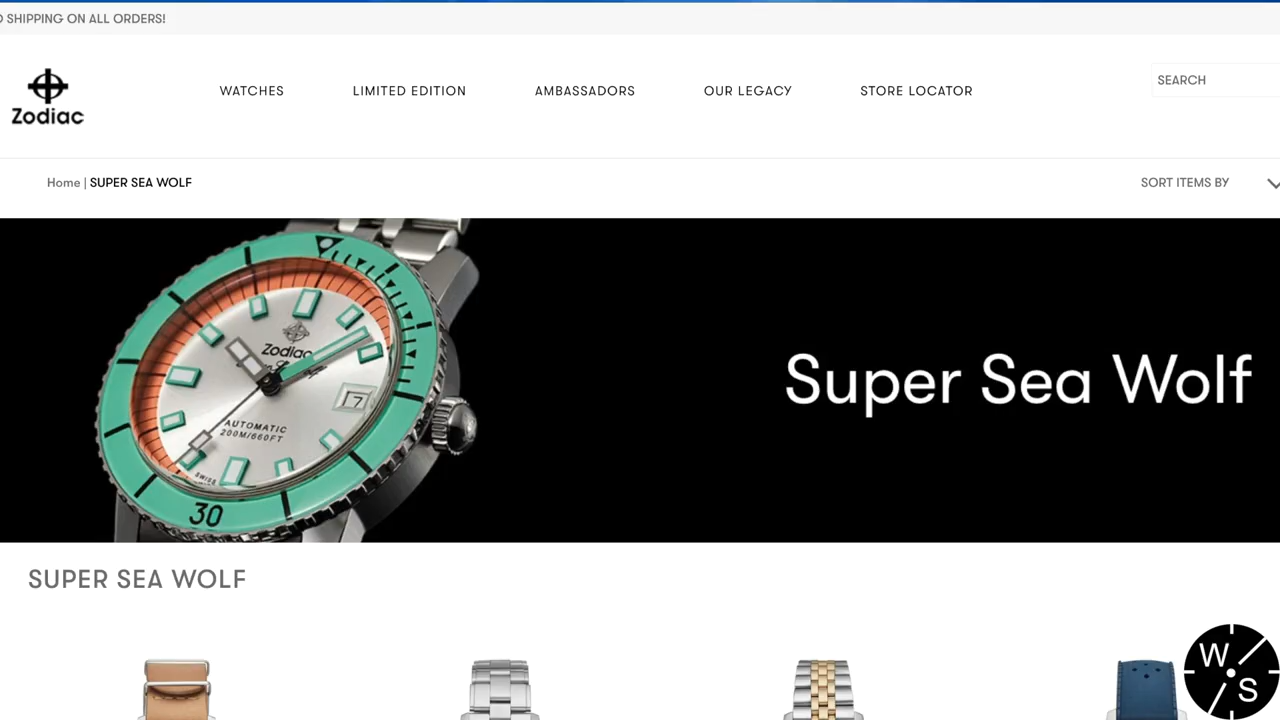 SHIPPING ON ALL ORDERS!
Zodiac
WATCHES
LIMITED EDITION
AMBASSADORS
OUR LEGACY
STORE LOCATOR
SEARCH
Home | SUPER SEA WOLF
SORT ITEMS BY
Zodiac
7
AUTOMATIC
200M/660FT
SWISS
30
Super Sea Wolf
SUPER SEA WOLF
W
S